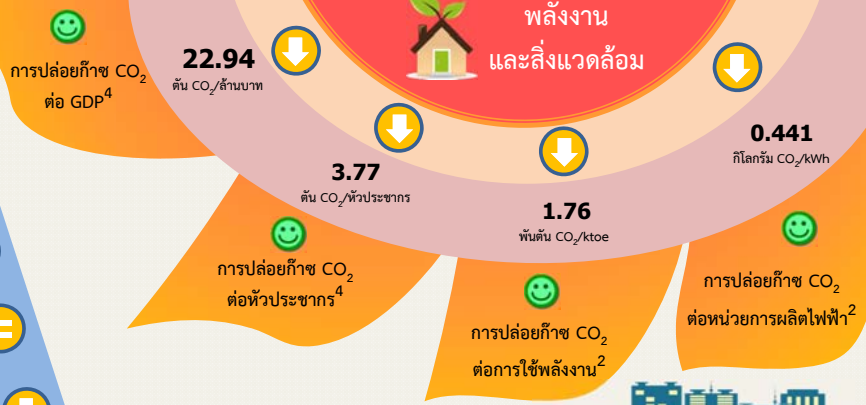 พลังงาน
และสิ่งแวดล้อม
การปล่อยก๊าซ CO2
ต่อ GDP4
22.94
ตัน CO2/ล้านบาท
3.77
ตัน CO2/หัวประชากร
1.76
พันตัน CO2/ktoe
0.441
กิโลกรัม CO2/kWh
การปล่อยก๊าซ CO2
ต่อหัวประชากร4
การปล่อยก๊าซ CO2
ต่อการใช้พลังงาน2
การปล่อยก๊าซ CO2
ต่อหน่วยการผลิตไฟฟ้า2